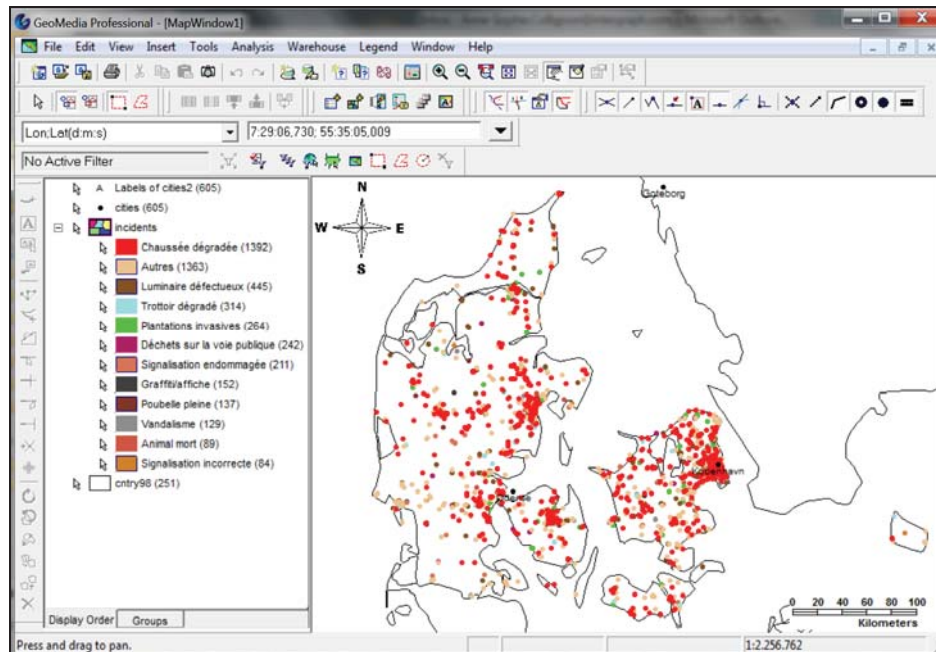 GeoMedia Professional - [MapWindow1]
File Edit View Insert Tools Analysis Warehouse Legend Window Help
Lon;Lat(d:m:s) 7:29:06,730; 55:35:05,009
No Active Filter
Labels of cities2 (605)
cities (605)
incidents
Chaussée dégradée (1392)
Autres (1363)
Luminaire défectueux (445)
Trottoir dégradé (314)
Plantations invasives (264)
Déchets sur la voie publique (242)
Signalisation endommagée (211)
Graffiti/affiche (152)
Poubelle pleine (137)
Vandalisme (129)
Animal mort (89)
Signalisation incorrecte (84)
cntry98 (251)
Display Order Groups
N
W E
S
Goteborg
Kobenhavn
Odense
0 20 40 60 80 100
Kilometers
Press and drag to pan.
1:2.256.762